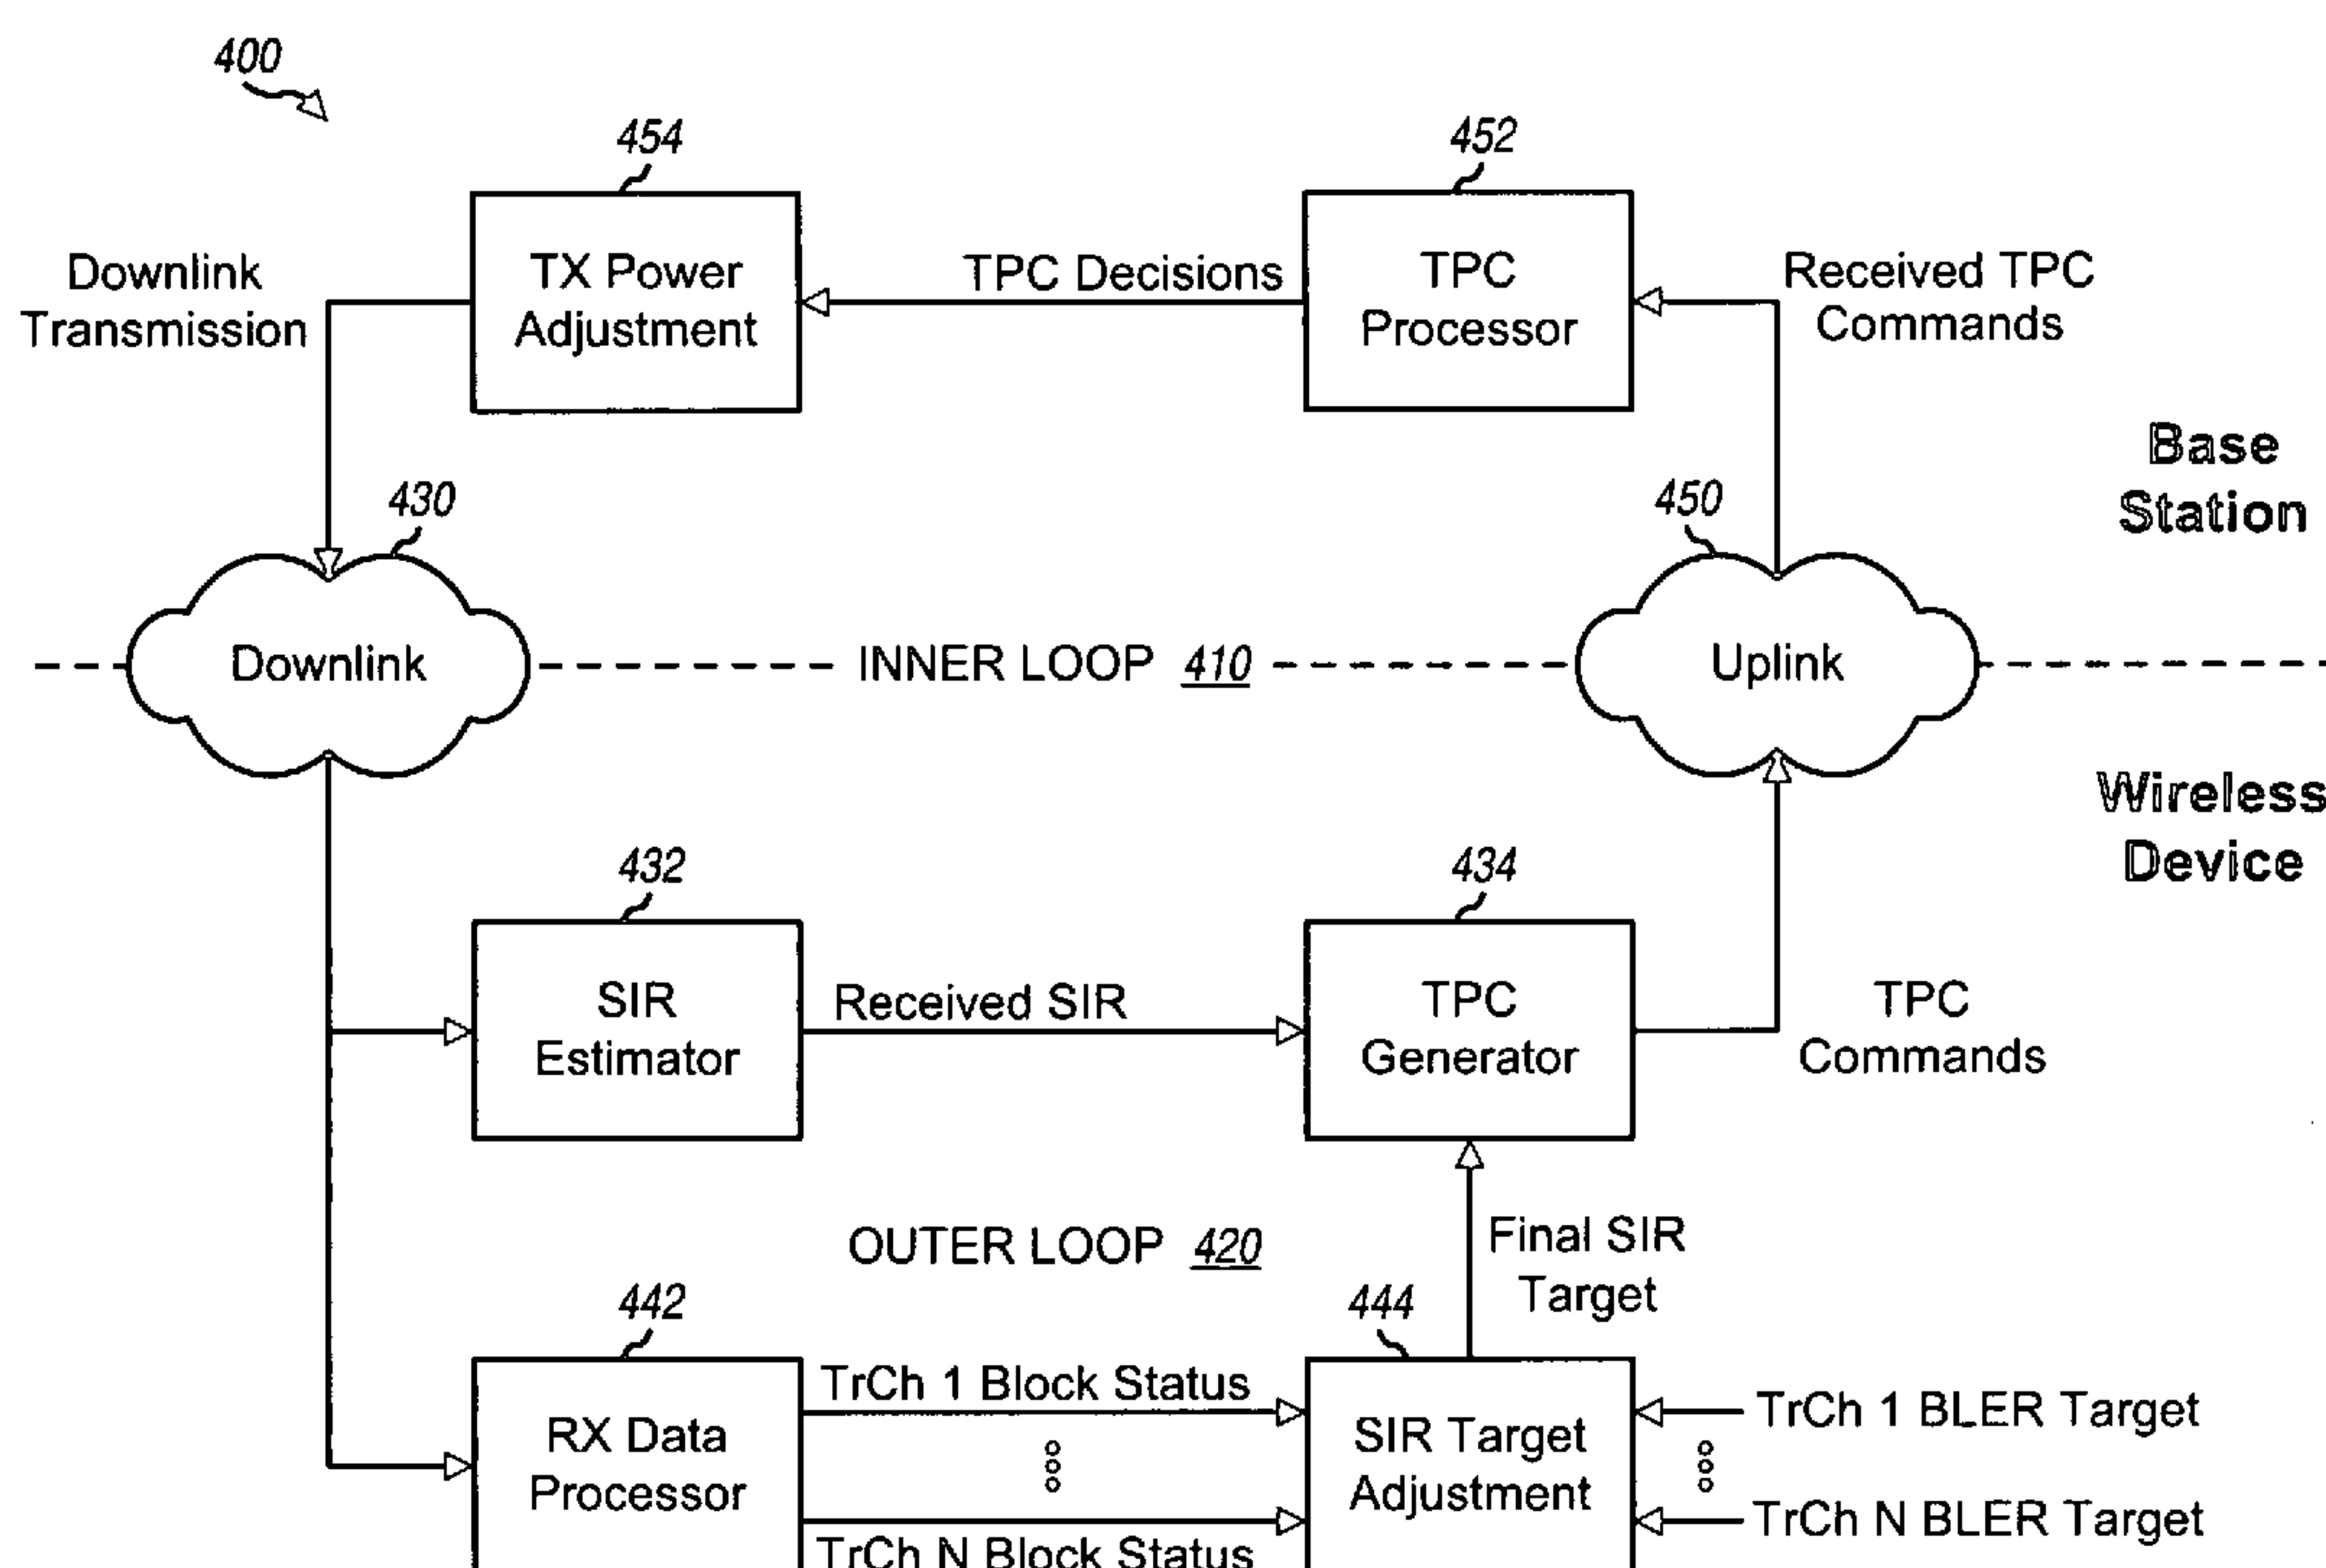 400
454
452
Downlink
Transmission
TX Power
Adjustment
TPC Decisions
TPC
Processor
Received TPC
Commands
Base
Station
430
450
Downlink
INNER LOOP 410
Uplink
Wireless
Device
432
434
SIR
Estimator
Received SIR
TPC
Generator
TPC
Commands
OUTER LOOP 420
Final SIR
Target
442
444
RX Data
Processor
TrCh 1 Block Status
TrCh N Block Status
SIR Target
Adjustment
TrCh 1 BLER Target
TrCh N BLER Target